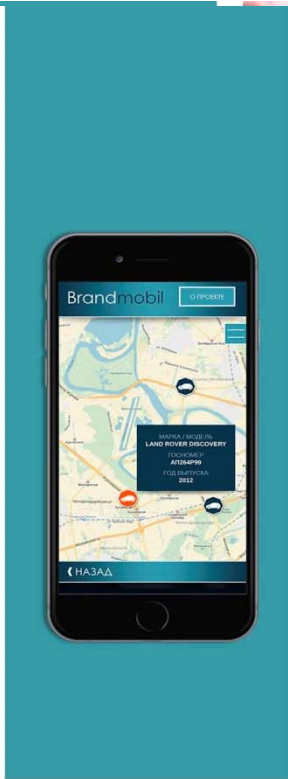 Brandmobil
О ПРОЕКТЕ
МАРКА / МОДЕЛЬ
LAND ROVER DISCOVERY
ГОСНОМЕР
АП264Р99
ГОД ВЫПУСКА
2012
НАЗАД